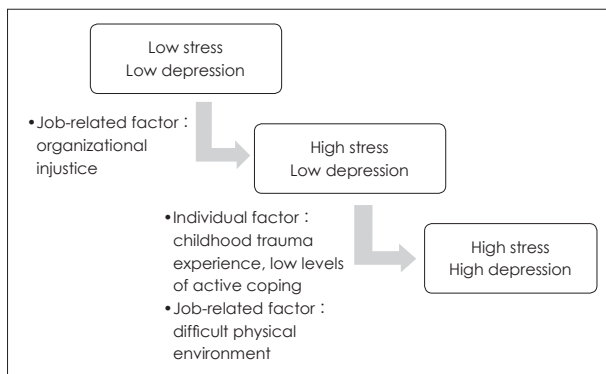 Low stress
Low depression
•Job-related factor：
organizational
injustice
High stress
Low depression
•Individual factor：
childhood trauma
experience, low levels
of active coping
•Job-related factor：
difficult physical
environment
High stress
High depression